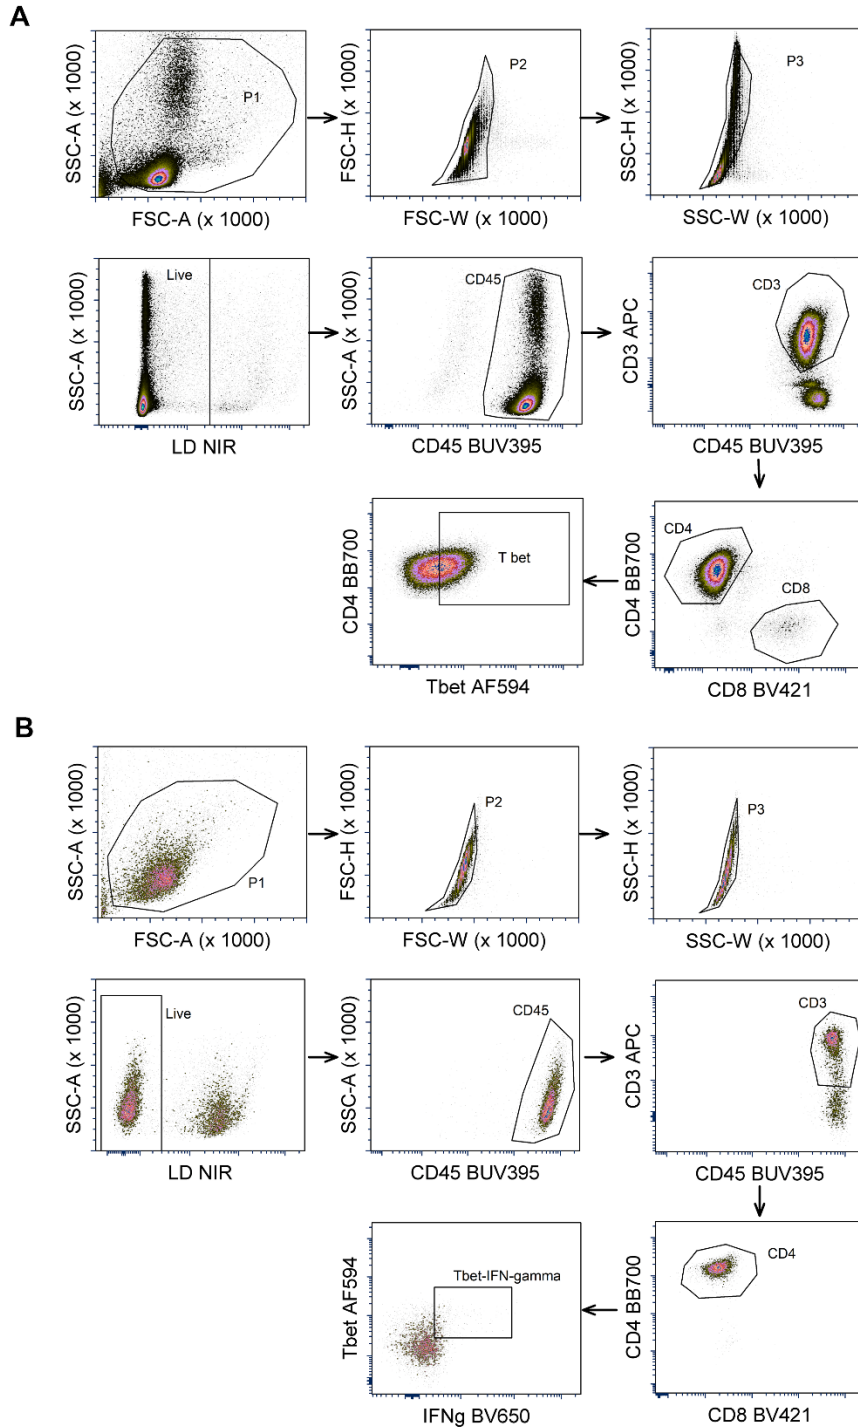 A
SSC-A (x 1000)
P1
FSC-A (x 1000)
FSC-H (x 1000)
P2
FSC-W (x 1000)
SSC-H (x 1000)
P3
SSC-W (x 1000)
SSC-A (x 1000)
Live
LD NIR
SSC-A (x 1000)
CD45
CD45 BUV395
CD3 APC
CD3
CD45 BUV395
CD4 BB700
T bet
Tbet AF594
CD4 BB700
CD4
CD8
CD8 BV421
B
SSC-A (x 1000)
P1
FSC-A (x 1000)
FSC-H (x 1000)
P2
FSC-W (x 1000)
SSC-H (x 1000)
P3
SSC-W (x 1000)
SSC-A (x 1000)
Live
LD NIR
SSC-A (x 1000)
CD45
CD45 BUV395
CD3 APC
CD3
CD45 BUV395
Tbet AF594
Tbet-IFN-gamma
IFNg BV650
CD4 BB700
CD4
CD8 BV421